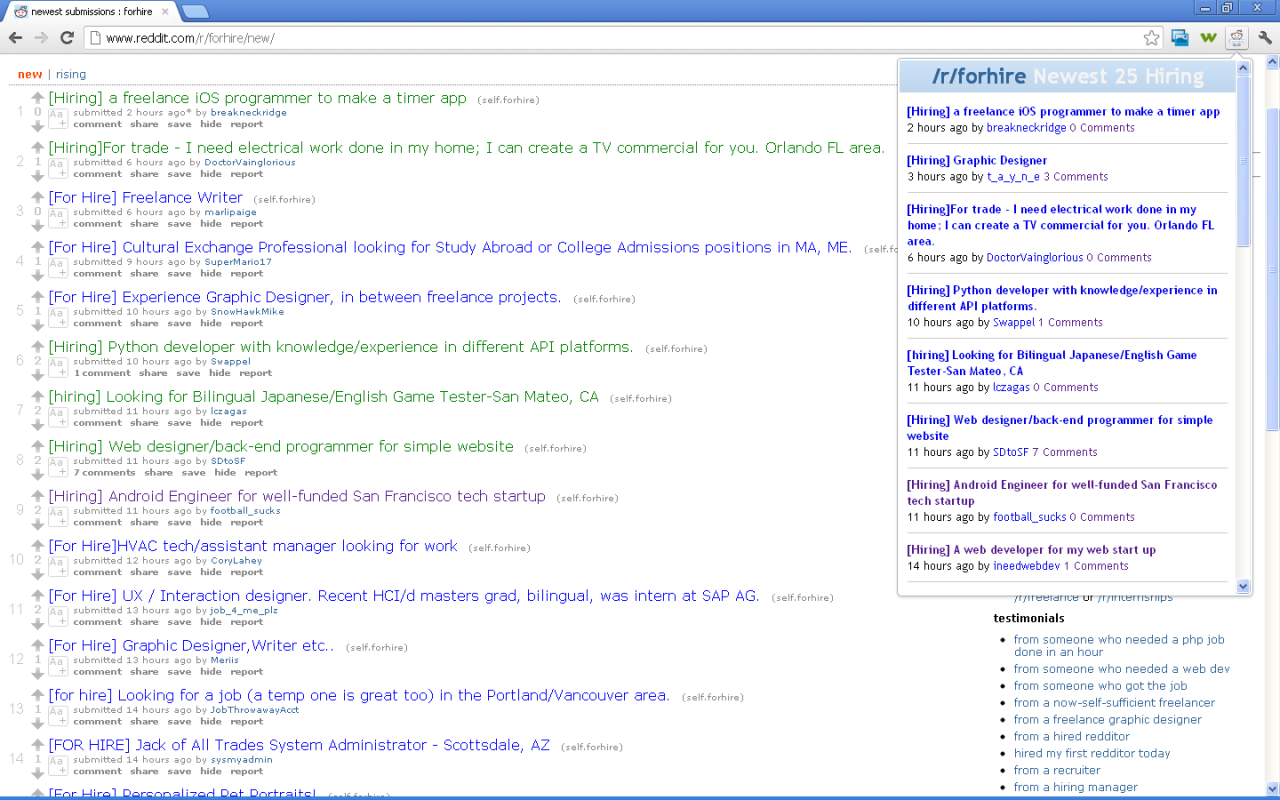 newest submissions : forhire
www.reddit.com/r/forhire/new/
new | rising
1
0
[Hiring] a freelance iOS programmer to make a timer app (self.forhire)
submitted 2 hours ago* by breakneckridge
comment share save hide report
2
1
[Hiring]For trade - I need electrical work done in my home; I can create a TV commercial for you. Orlando FL area.
submitted 6 hours ago by DoctorVainglorious
comment share save hide report
3
0
[For Hire] Freelance Writer (self.forhire)
submitted 6 hours ago by marlipaige
comment share save hide report
4
1
[For Hire] Cultural Exchange Professional looking for Study Abroad or College Admissions positions in MA, ME. (self.fo
submitted 9 hours ago by SuperMario17
comment share save hide report
5
1
[For Hire] Experience Graphic Designer, in between freelance projects. (self.forhire)
submitted 10 hours ago by SnowHawkMike
comment share save hide report
6
2
[Hiring] Python developer with knowledge/experience in different API platforms. (self.forhire)
submitted 10 hours ago by Swappel
1 comment share save hide report
7
2
[hiring] Looking for Bilingual Japanese/English Game Tester-San Mateo, CA (self.forhire)
submitted 11 hours ago by lczagas
comment share save hide report
8
2
[Hiring] Web designer/back-end programmer for simple website (self.forhire)
submitted 11 hours ago by SDtoSF
7 comments share save hide report
9
2
[Hiring] Android Engineer for well-funded San Francisco tech startup (self.forhire)
submitted 11 hours ago by football_sucks
comment share save hide report
10
2
[For Hire]HVAC tech/assistant manager looking for work (self.forhire)
submitted 12 hours ago by CoryLahey
comment share save hide report
11
2
[For Hire] UX / Interaction designer. Recent HCI/d masters grad, bilingual, was intern at SAP AG. (self.forhire)
submitted 13 hours ago by job_4_me_plz
comment share save hide report
12
1
[For Hire] Graphic Designer,Writer etc.. (self.forhire)
submitted 13 hours ago by Meriis
comment share save hide report
13
1
[for hire] Looking for a job (a temp one is great too) in the Portland/Vancouver area. (self.forhire)
submitted 14 hours ago by JobThrowawayAcct
comment share save hide report
14
1
[FOR HIRE] Jack of All Trades System Administrator - Scottsdale, AZ (self.forhire)
submitted 14 hours ago by sysmyadmin
comment share save hide report
[For Hire] Personalized Pet Portraits! (self.forhire)
/r/forhire Newest 25 Hiring
[Hiring] a freelance iOS programmer to make a timer app
2 hours ago by breakneckridge 0 Comments
[Hiring] Graphic Designer
3 hours ago by t_a_y_n_e 3 Comments
[Hiring]For trade - I need electrical work done in my
home; I can create a TV commercial for you. Orlando FL
area.
6 hours ago by DoctorVainglorious 0 Comments
[Hiring] Python developer with knowledge/experience in
different API platforms.
10 hours ago by Swappel 1 Comments
[hiring] Looking for Bilingual Japanese/English Game
Tester-San Mateo, CA
11 hours ago by lczagas 0 Comments
[Hiring] Web designer/back-end programmer for simple
website
11 hours ago by SDtoSF 7 Comments
[Hiring] Android Engineer for well-funded San Francisco
tech startup
11 hours ago by football_sucks 0 Comments
[Hiring] A web developer for my web start up
14 hours ago by ineedwebdev 1 Comments
/r/freelance or /r/internships
testimonials
from someone who needed a php job
done in an hour
from someone who needed a web dev
from someone who got the job
from a now-self-sufficient freelancer
from a freelance graphic designer
from a hired redditor
hired my first redditor today
from a recruiter
from a hiring manager